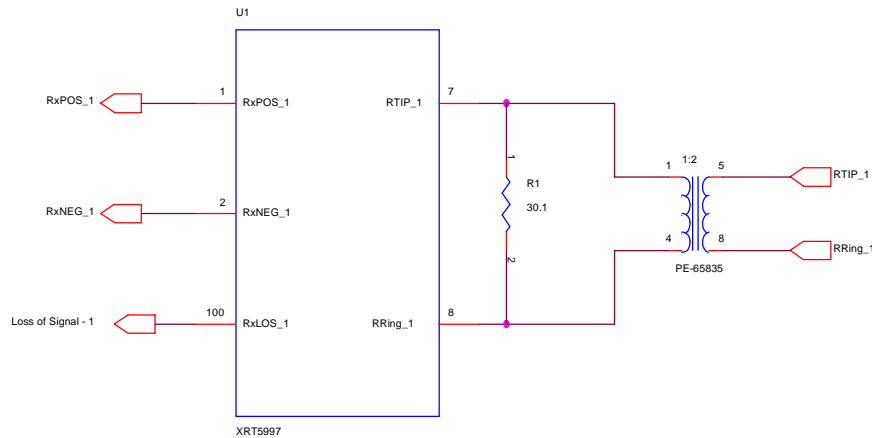 U1
RxPOS_1
1
RxPOS_1
RTIP_1
7
1
R1
30.1
2
1:2
1
5
RTIP_1
4
8
RRing_1
PE-65835
RxNEG_1
2
RxNEG_1
Loss of Signal - 1
100
RxLOS_1
RRing_1
8
XRT5997